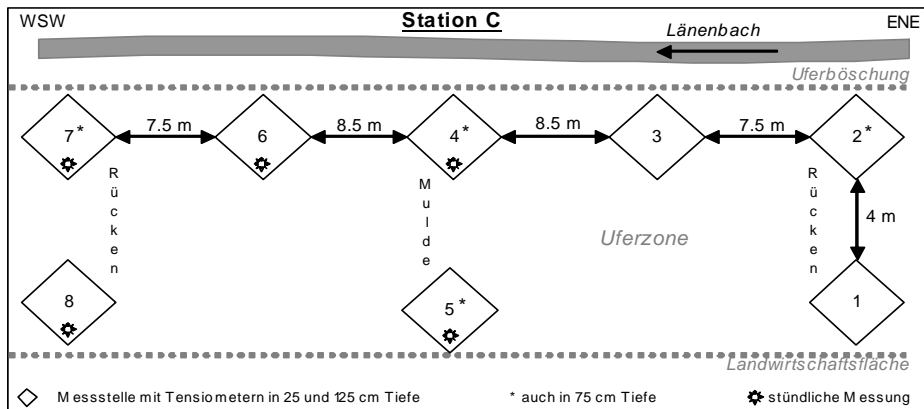 WSW Station C ENE
Länenbach
Uferböschung
7* 7.5 m 6 8.5 m 4* 8.5 m 3 7.5 m 2*
Rücken
Mulde
Rücken
4 m
Uferzone
8 5* 1
Landwirtschaftsfläche
Messstelle mit Tensiometern in 25 und 125 cm Tiefe * auch in 75 cm Tiefe stündliche Messung